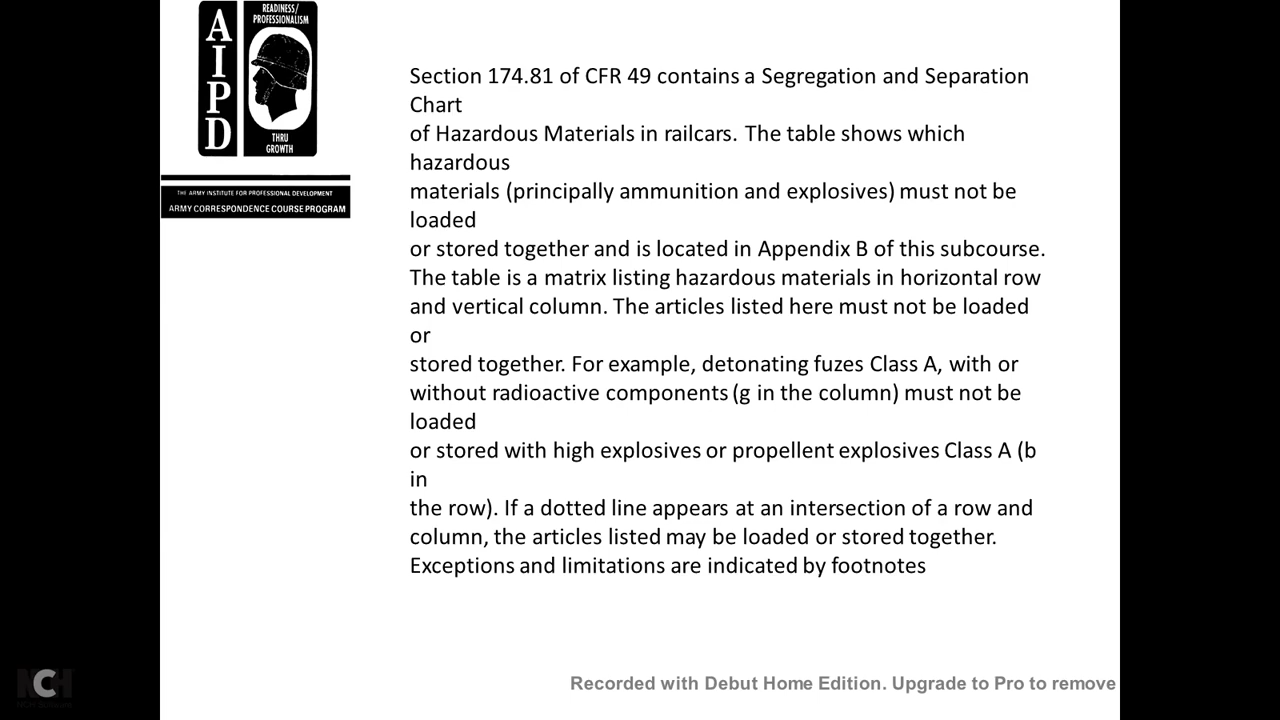 AIPD
READINESS/
PROFESSIONALISM
THRU
GROWTH
THE ARMY INSTITUTE FOR PROFESSIONAL DEVELOPMENT
ARMY CORRESPONDENCE COURSE PROGRAM
Section 174.81 of CFR 49 contains a Segregation and Separation
Chart
of Hazardous Materials in railcars. The table shows which
hazardous
materials (principally ammunition and explosives) must not be
loaded
or stored together and is located in Appendix B of this subcourse.
The table is a matrix listing hazardous materials in horizontal row
and vertical column. The articles listed here must not be loaded
or
stored together. For example, detonating fuzes Class A, with or
without radioactive components (g in the column) must not be
loaded
or stored with high explosives or propellent explosives Class A (b
in
the row). If a dotted line appears at an intersection of a row and
column, the articles listed may be loaded or stored together.
Exceptions and limitations are indicated by footnotes
NCH
NCH Software
Recorded with Debut Home Edition. Upgrade to Pro to remove